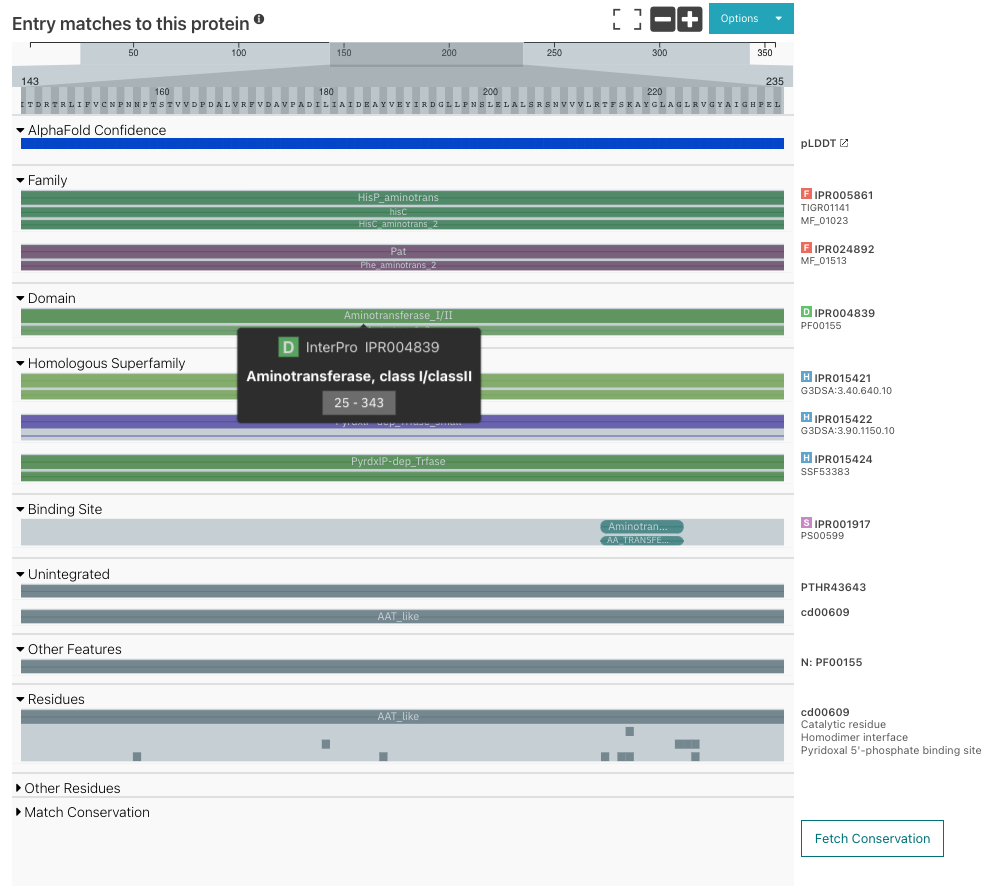 Entry matches to this protein
Options
50 100 150 200 250 300 350
143 235
160 180 200 220
I T D R T R L I F V C N P N N P T S T V V D P D A L V R F V D A V P A D I L I A I D E A Y V E Y I R D G L L P N S E L A L S R S N V V V L R T F S K A Y G L A G L R V G Y A I G H P E L
AlphaFold Confidence
pLDDT
Family
HisP_aminotrans
F IPR005861
hisC
TIGR01141
HisC_aminotrans_2
MF_01023
Pat
F IPR024892
Phe_aminotrans_2
MF_01513
Domain
Aminotransferase_I/II
D IPR004839
PF00155
D InterPro IPR004839
Aminotransferase, class I/classII
25 - 343
Homologous Superfamily
H IPR015421
G3DSA:3.40.640.10
PyrdxlP-dep_Trfase_small
H IPR015422
G3DSA:3.90.1150.10
PyrdxlP-dep_Trfase
H IPR015424
SSF53383
Binding Site
Aminotran...
S IPR001917
AA_TRANSFE...
PS00599
Unintegrated
PTHR43643
AAT_like
cd00609
Other Features
N: PF00155
Residues
AAT_like
cd00609
Catalytic residue
Homodimer interface
Pyridoxal 5'-phosphate binding site
Other Residues
Match Conservation
Fetch Conservation